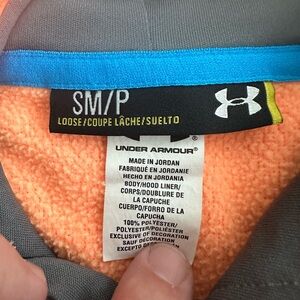 SM/P
LOOSE/COUPE LÂCHE/SUELTO
UNDER ARMOUR®
MADE IN JORDAN
FABRIQUÉ EN JORDANIE
HECHO EN JORDANIA
BODY/HOOD LINER/
CORPS/DOUBLURE DE
LA CAPUCHE
CUERPO/FORRO DE LA
CAPUCHA
100% POLYESTER/
POLYESTER/POLIÉSTER
EXCLUSIVE OF DECORATION
SAUF DÉCORATION
EXCEPTO